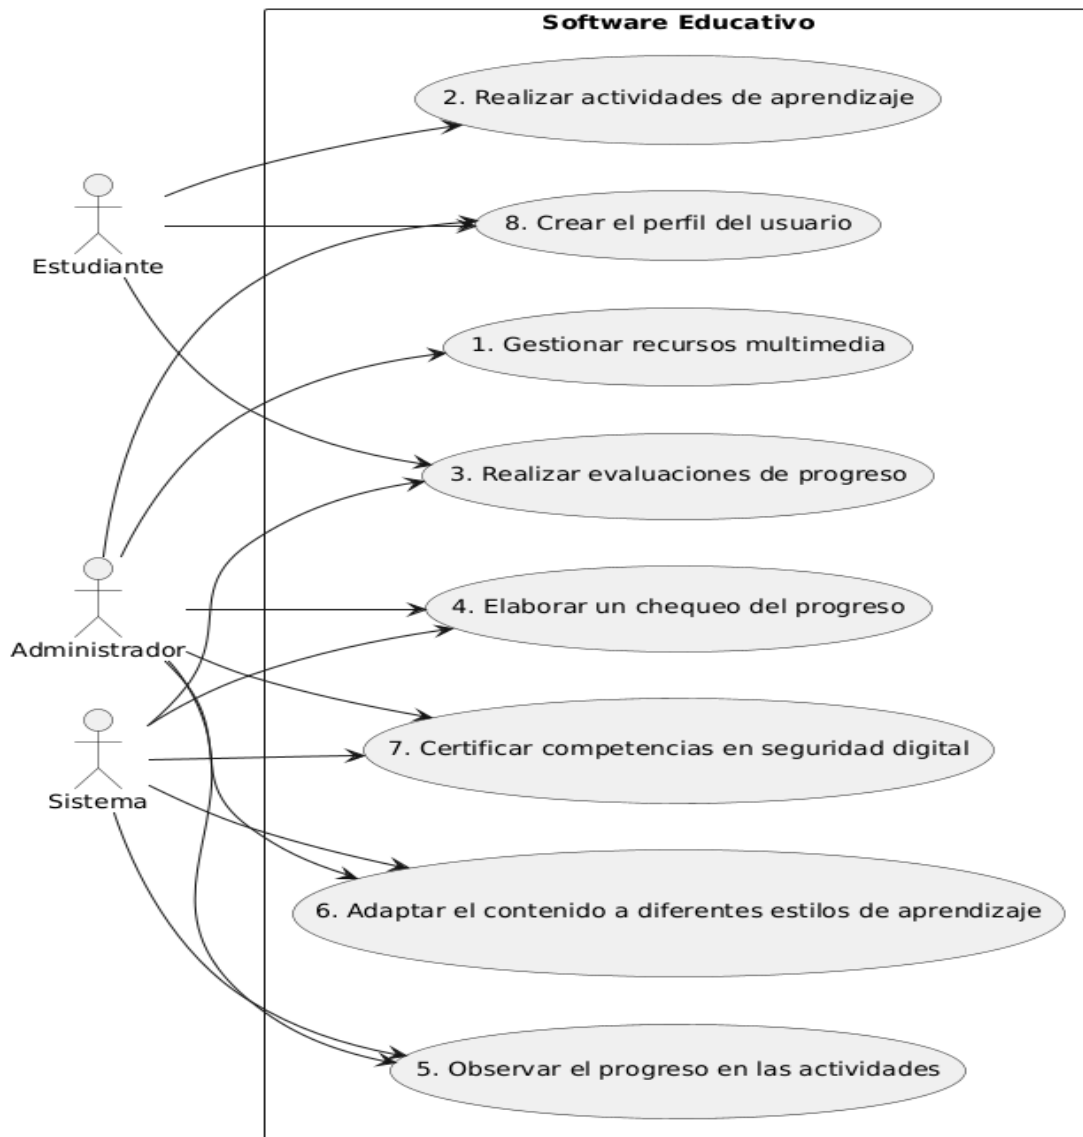 Software Educativo
2. Realizar actividades de aprendizaje
8. Crear el perfil del usuario
Estudiante
1. Gestionar recursos multimedia
3. Realizar evaluaciones de progreso
4. Elaborar un chequeo del progreso
Administrador
7. Certificar competencias en seguridad digital
Sistema
6. Adaptar el contenido a diferentes estilos de aprendizaje
5. Observar el progreso en las actividades